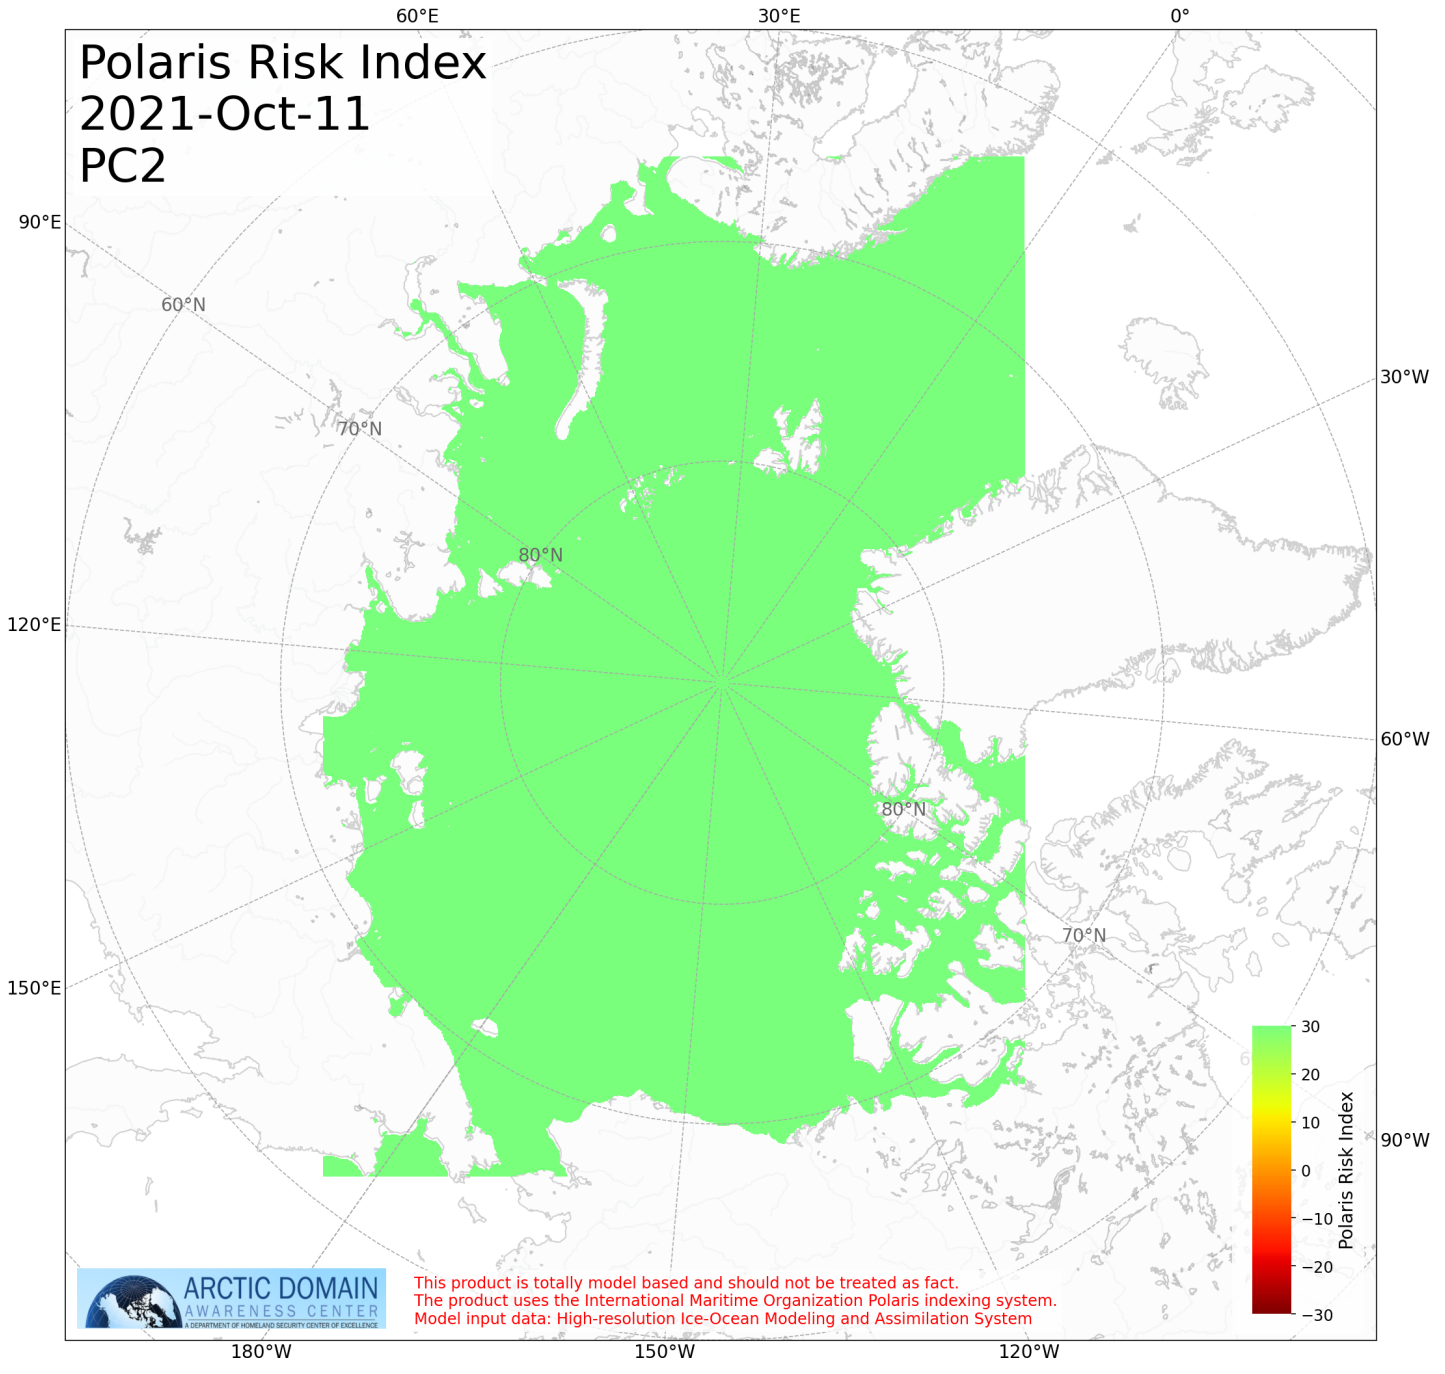 60°E
30°E
0°
Polaris Risk Index
2021-Oct-11
PC2
90°E
60°N
30°W
70°N
80°N
120°E
60°W
80°N
70°N
150°E
30
20
10
0
−10
−20
−30
Polaris Risk Index
90°W
ARCTIC DOMAIN
AWARENESS CENTER
A DEPARTMENT OF HOMELAND SECURITY CENTER OF EXCELLENCE
This product is totally model based and should not be treated as fact.
The product uses the International Maritime Organization Polaris indexing system.
Model input data: High-resolution Ice-Ocean Modeling and Assimilation System
180°W
150°W
120°W